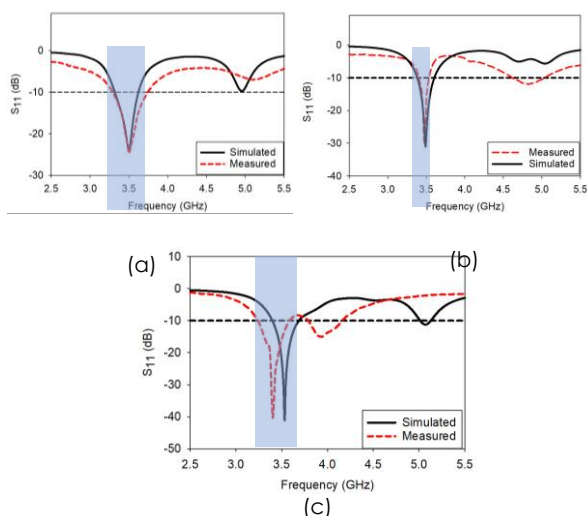 0
-10
-20
-30
S11 (dB)
Simulated
Measured
2.5 3.0 3.5 4.0 4.5 5.0 5.5
Frequency (GHz)
0
-10
-20
-30
-40
S11 (dB)
Measured
Simulated
2.5 3.0 3.5 4.0 4.5 5.0 5.5
Frequency (GHz)
(a)
(b)
10
0
-10
-20
-30
-40
-50
S11 (dB)
Simulated
Measured
2.5 3.0 3.5 4.0 4.5 5.0 5.5
Frequency (GHz)
(c)